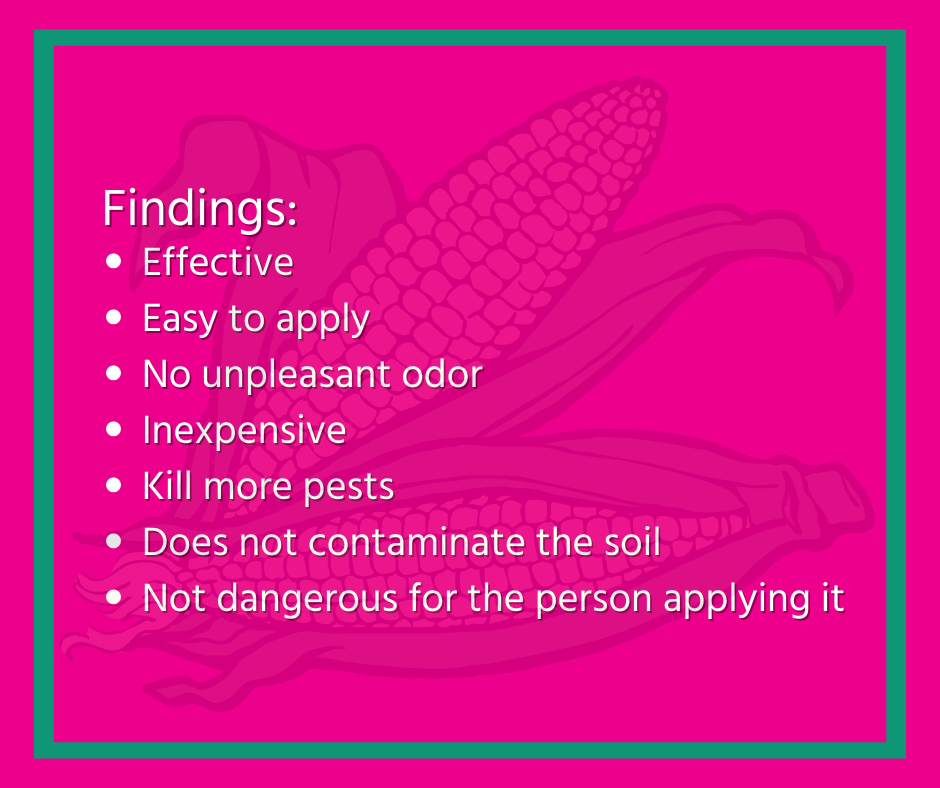 Findings:
• Effective
• Easy to apply
• No unpleasant odor
• Inexpensive
• Kill more pests
• Does not contaminate the soil
• Not dangerous for the person applying it